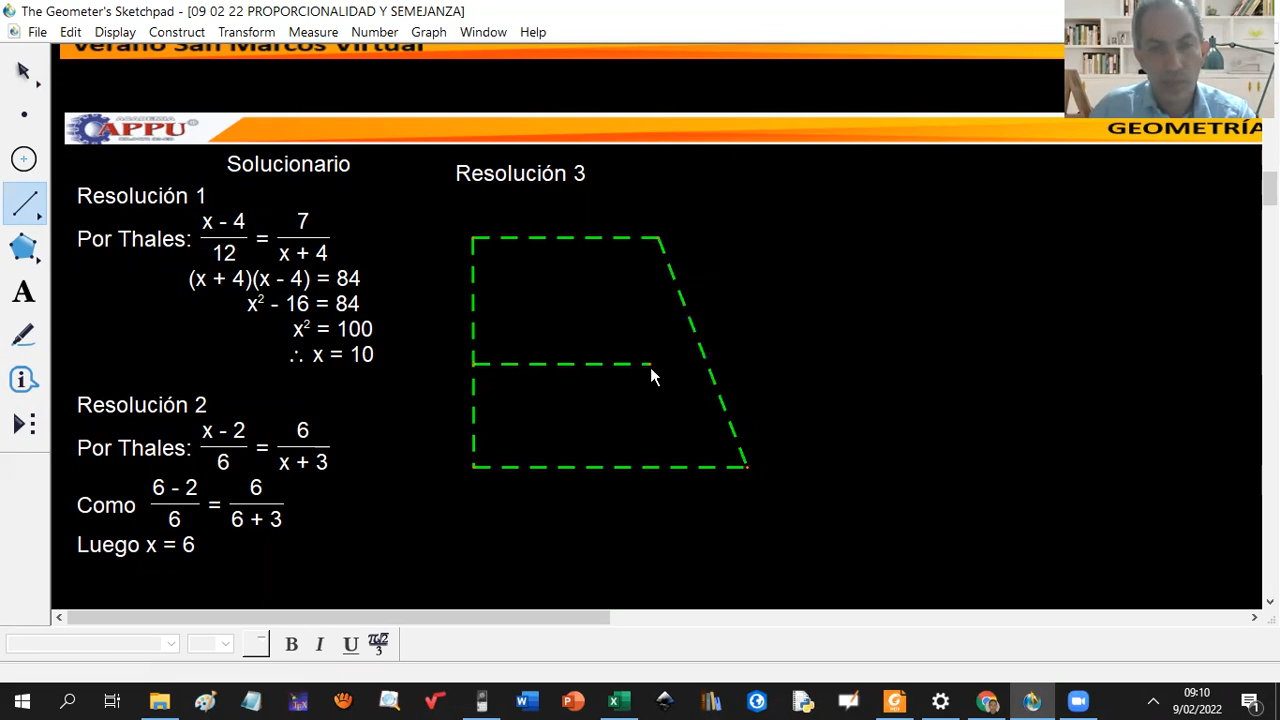 The Geometer's Sketchpad - [09 02 22 PROPORCIONALIDAD Y SEMEJANZA]
File Edit Display Construct Transform Measure Number Graph Window Help
Verano San Marcos Virtual
ACADEMIA
APPU
GEOMETRÍA
Solucionario
Resolución 1
Por Thales: x - 4 / 12 = 7 / x + 4
(x + 4)(x - 4) = 84
x² - 16 = 84
x² = 100
∴ x = 10
Resolución 2
Por Thales: x - 2 / 6 = 6 / x + 3
Como 6 - 2 / 6 = 6 / 6 + 3
Luego x = 6
Resolución 3
B I U
09:10
9/02/2022